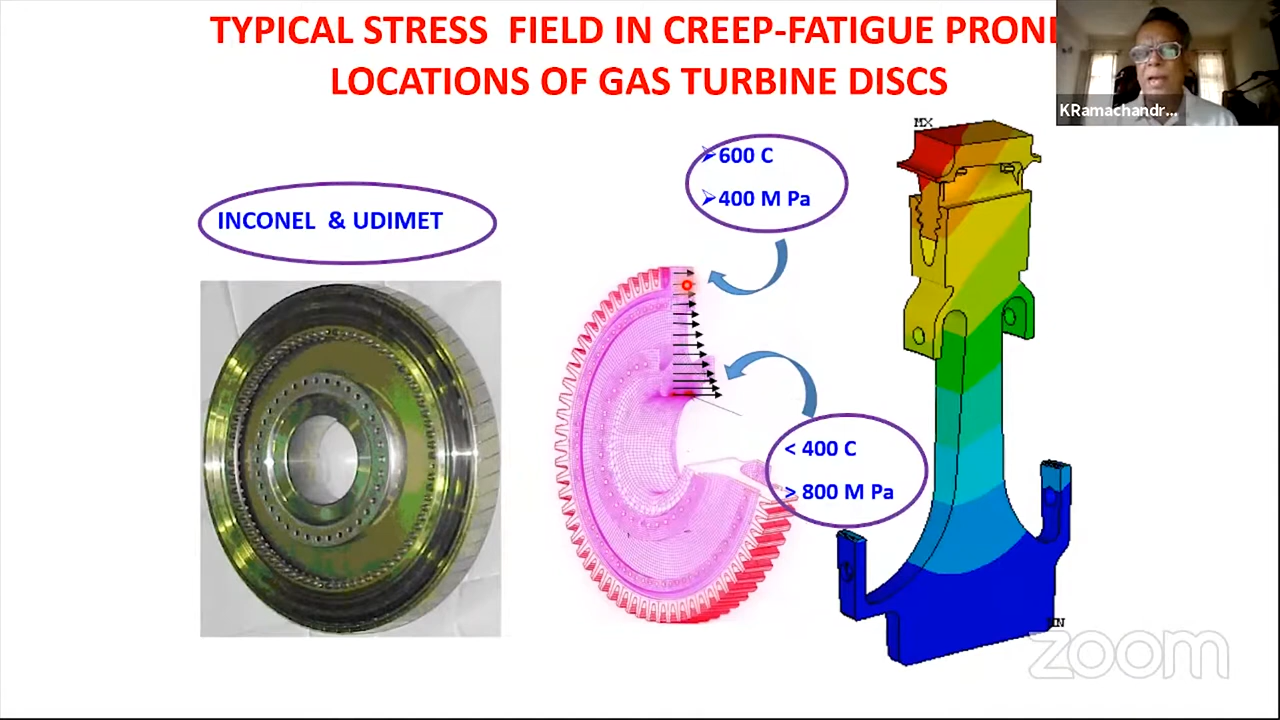 TYPICAL STRESS FIELD IN CREEP-FATIGUE PRONE
LOCATIONS OF GAS TURBINE DISCS
KRamachandr...
MX
600 C
400 M Pa
INCONEL & UDIMET
< 400 C
> 800 M Pa
zoom